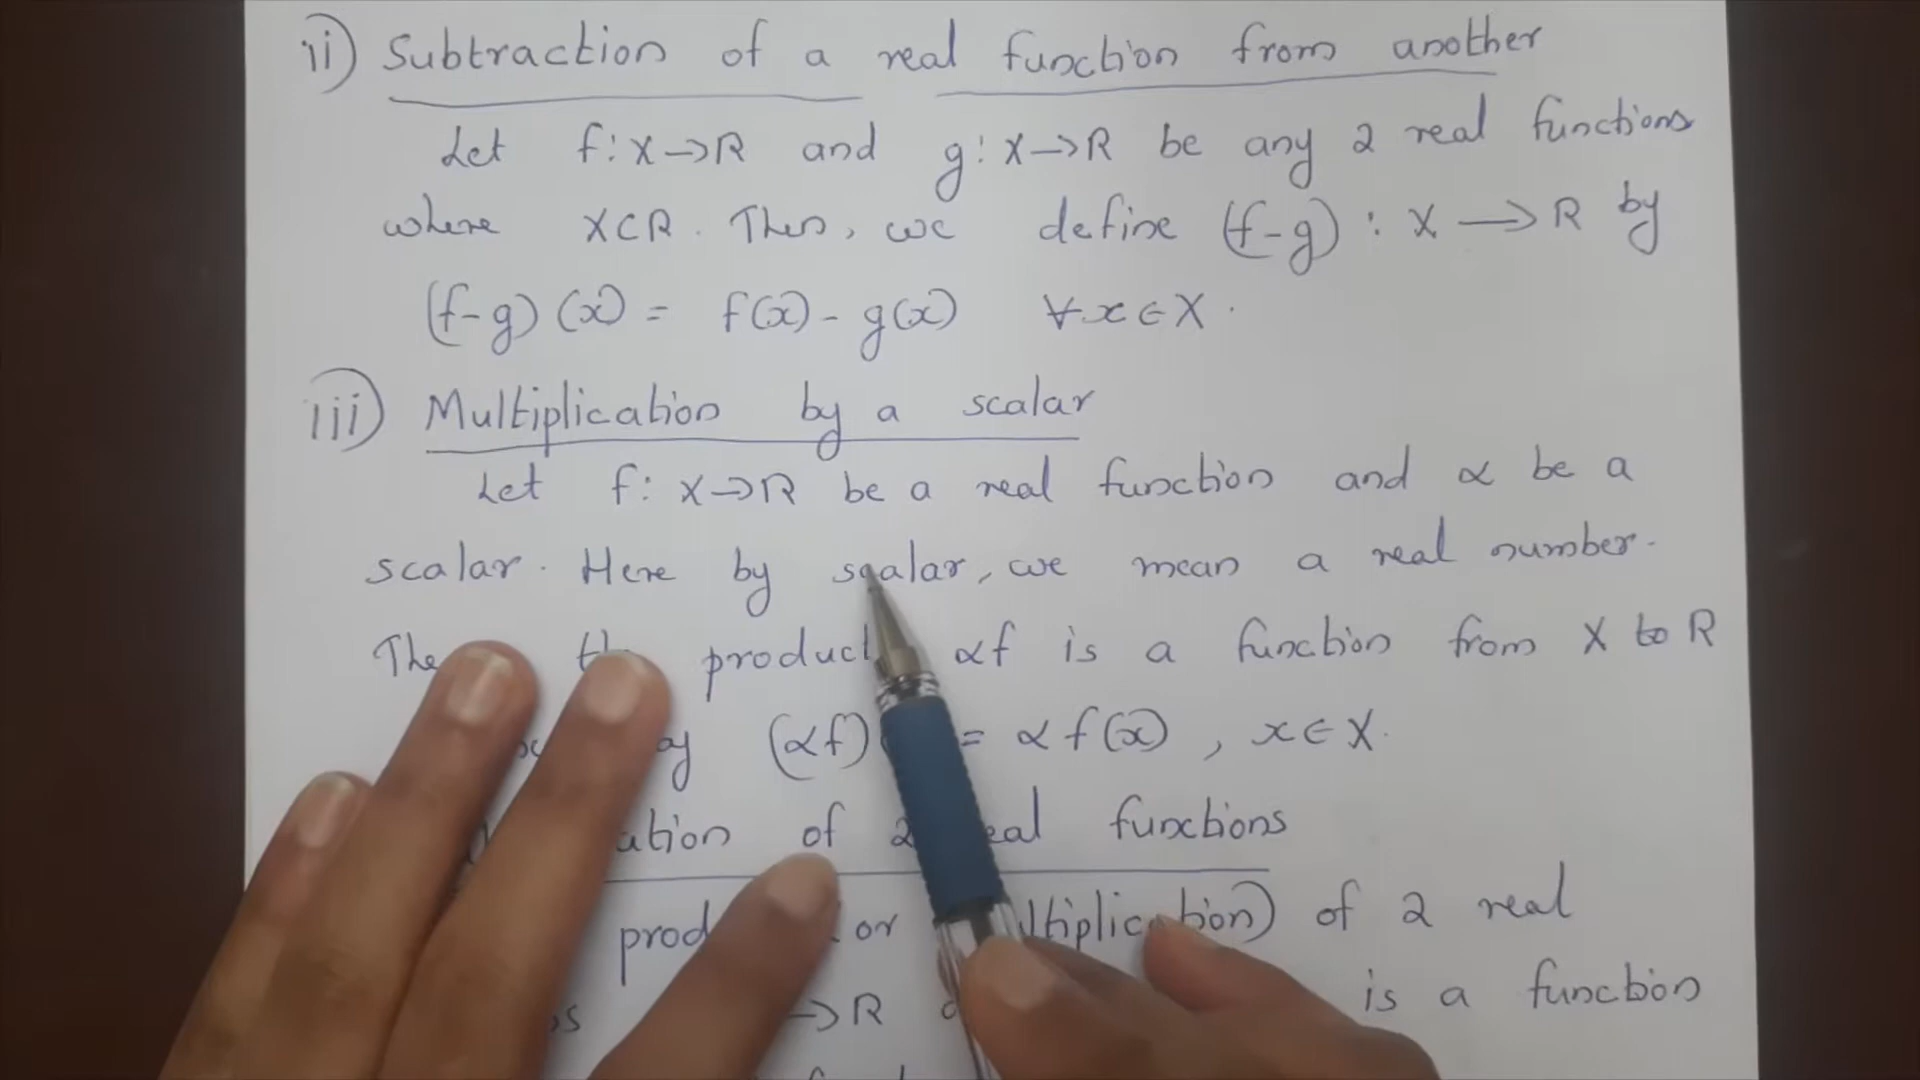 ii) Subtraction of a real function from another
Let f: X→R and g: X→R be any 2 real functions
where X⊂R. Then, we define (f-g) : X → R by
(f-g) (x) = f(x) - g(x) ∀ x ∈ X.
iii) Multiplication by a scalar
Let f: X→R be a real function and α be a
scalar. Here by scalar, we mean a real number.
the product αf is a function from X to R
(αf) = α f(x) , x ∈ X.
of 2 real functions
or of 2 real
→R is a function